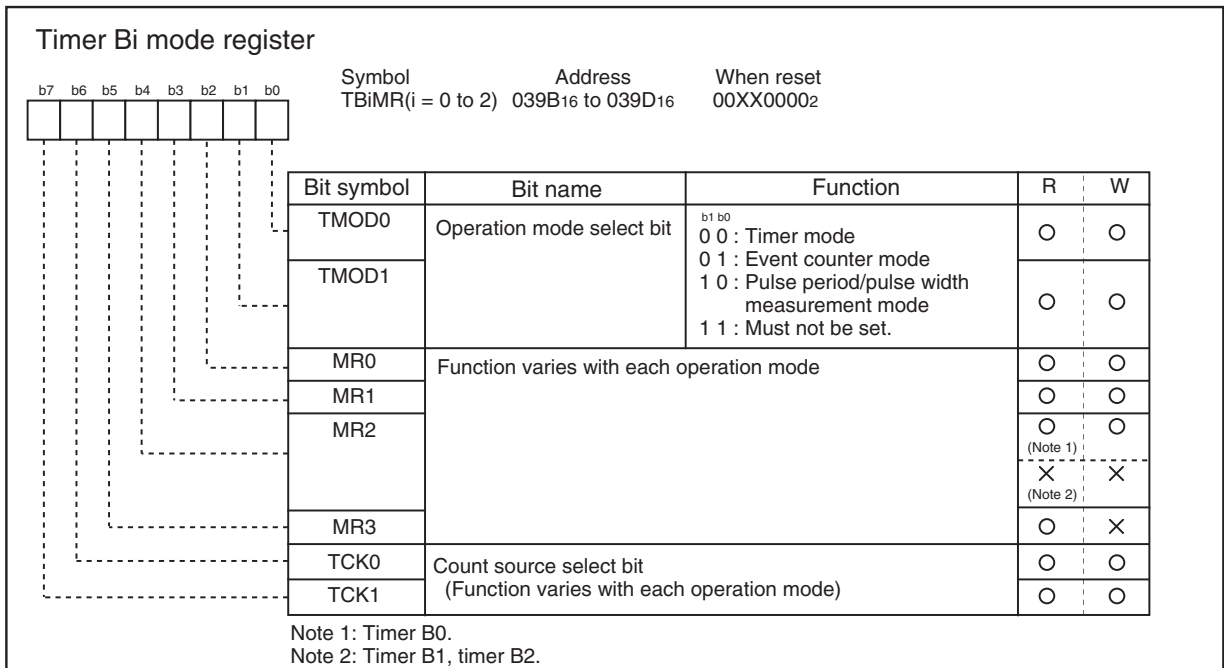 Timer Bi mode register
Symbol Address When reset
TBiMR(i = 0 to 2) 039B16 to 039D16 00XX00002
b7 b6 b5 b4 b3 b2 b1 b0
Bit symbol Bit name Function R W
TMOD0 Operation mode select bit b1 b0
0 0 : Timer mode O O
0 1 : Event counter mode
TMOD1 1 0 : Pulse period/pulse width
measurement mode O O
1 1 : Must not be set.
MR0 Function varies with each operation mode O O
MR1 O O
MR2 O O
(Note 1)
X X
(Note 2)
MR3 O X
TCK0 Count source select bit O O
TCK1 (Function varies with each operation mode) O O
Note 1: Timer B0.
Note 2: Timer B1, timer B2.